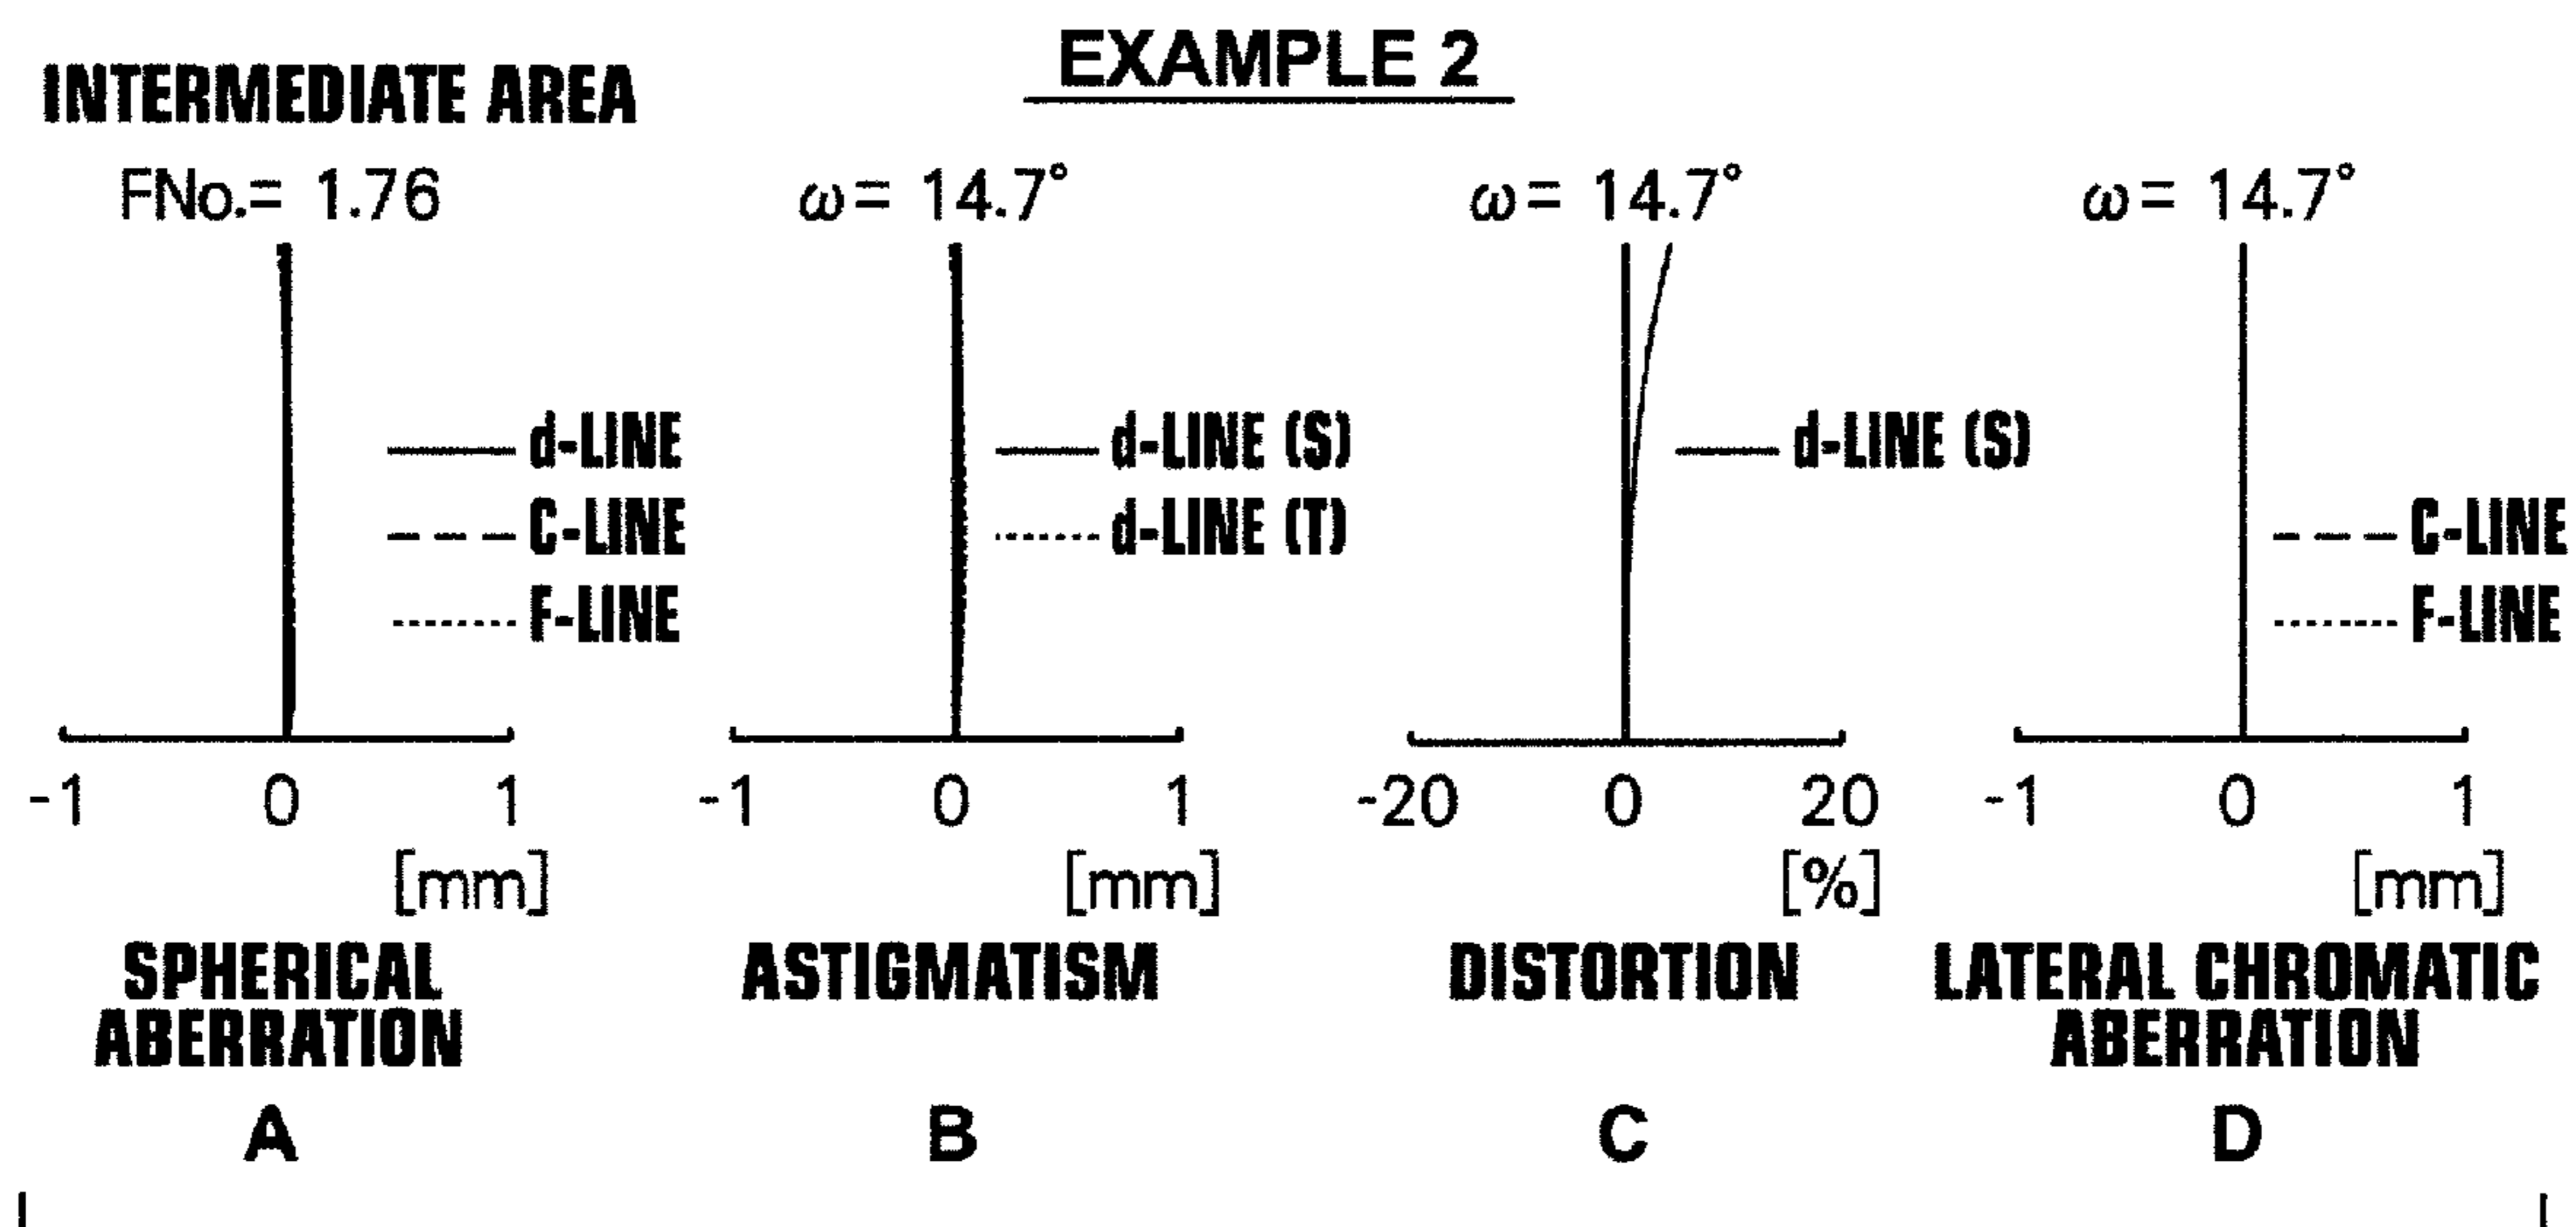 EXAMPLE 2
INTERMEDIATE AREA
FNo.= 1.76
ω= 14.7°
ω= 14.7°
ω= 14.7°
d-LINE
C-LINE
F-LINE
d-LINE (S)
d-LINE (T)
d-LINE (S)
C-LINE
F-LINE
-1 0 1
-1 0 1
-20 0 20
-1 0 1
[mm]
[mm]
[%]
[mm]
SPHERICAL
ABERRATION
ASTIGMATISM
DISTORTION
LATERAL CHROMATIC
ABERRATION
A
B
C
D